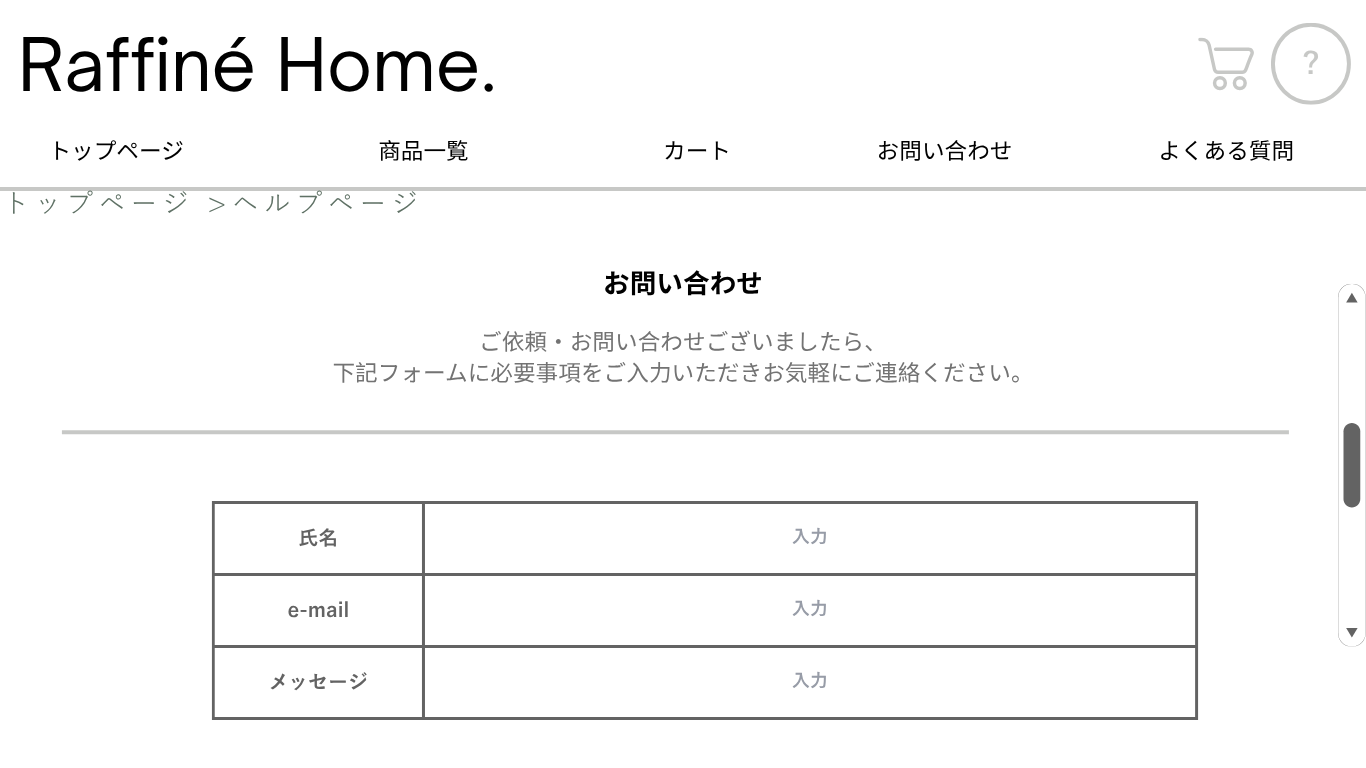 Raffiné Home.
?
トップページ 商品一覧 カート お問い合わせ よくある質問
トップページ >ヘルプページ
お問い合わせ
ご依頼・お問い合わせございましたら、
下記フォームに必要事項をご入力いただきお気軽にご連絡ください。
氏名 入力
e-mail 入力
メッセージ 入力